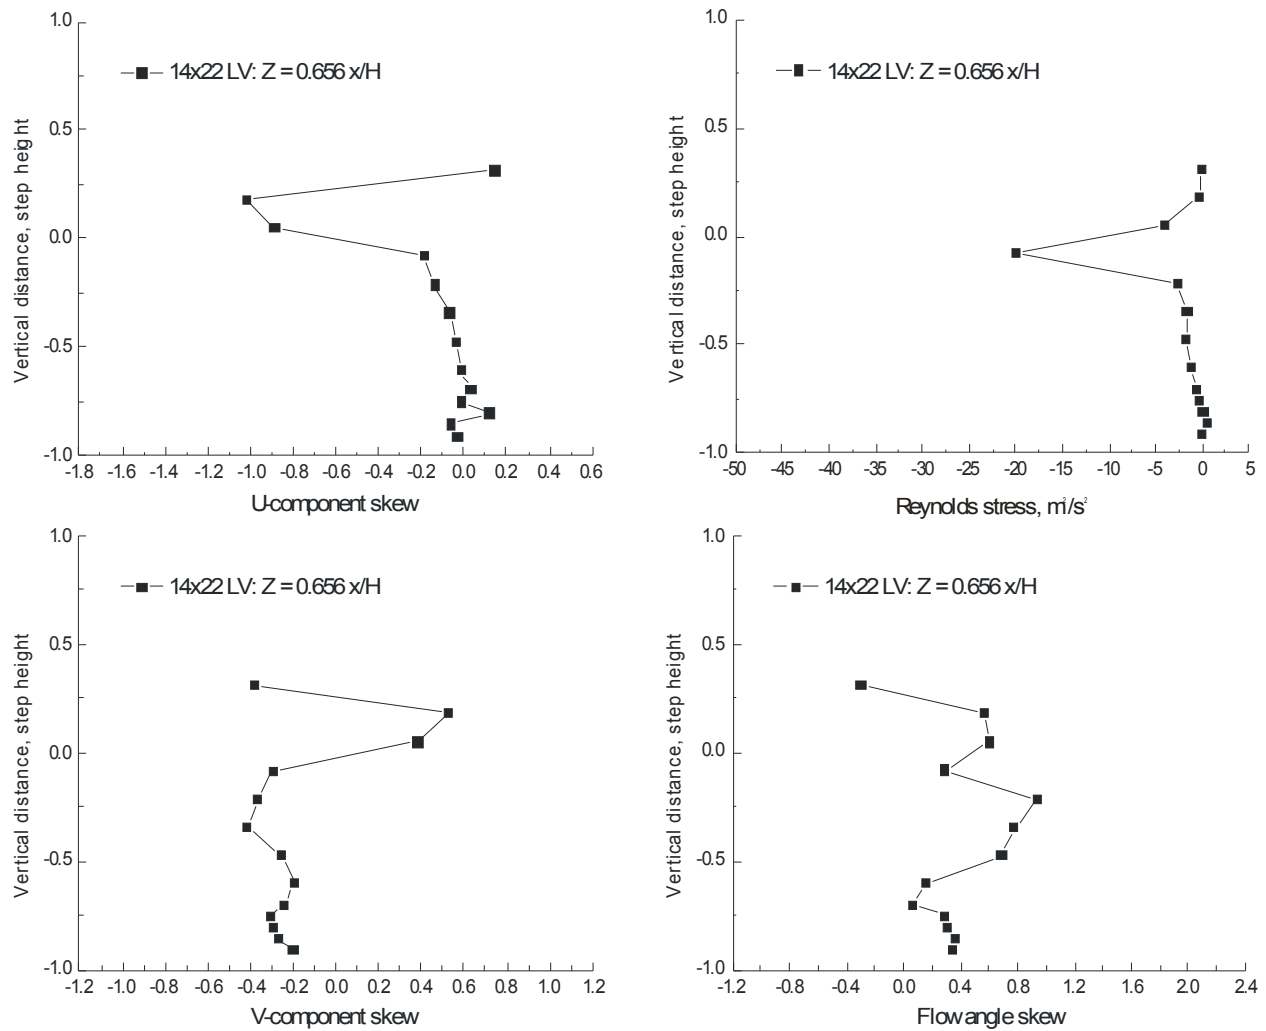 1.0
14x22 LV: Z = 0.656 x/H
0.5
0.0
-0.5
-1.0
Vertical distance, step height
-1.8 -1.6 -1.4 -1.2 -1.0 -0.8 -0.6 -0.4 -0.2 0.0 0.2 0.4 0.6
U-component skew
1.0
14x22 LV: Z = 0.656 x/H
0.5
0.0
-0.5
-1.0
Vertical distance, step height
-50 -45 -40 -35 -30 -25 -20 -15 -10 -5 0 5
Reynolds stress, m²/s²
1.0
14x22 LV: Z = 0.656 x/H
0.5
0.0
-0.5
-1.0
Vertical distance, step height
-1.2 -1.0 -0.8 -0.6 -0.4 -0.2 0.0 0.2 0.4 0.6 0.8 1.0 1.2
V-component skew
1.0
14x22 LV: Z = 0.656 x/H
0.5
0.0
-0.5
-1.0
Vertical distance, step height
-1.2 -0.8 -0.4 0.0 0.4 0.8 1.2 1.6 2.0 2.4
Flow angle skew